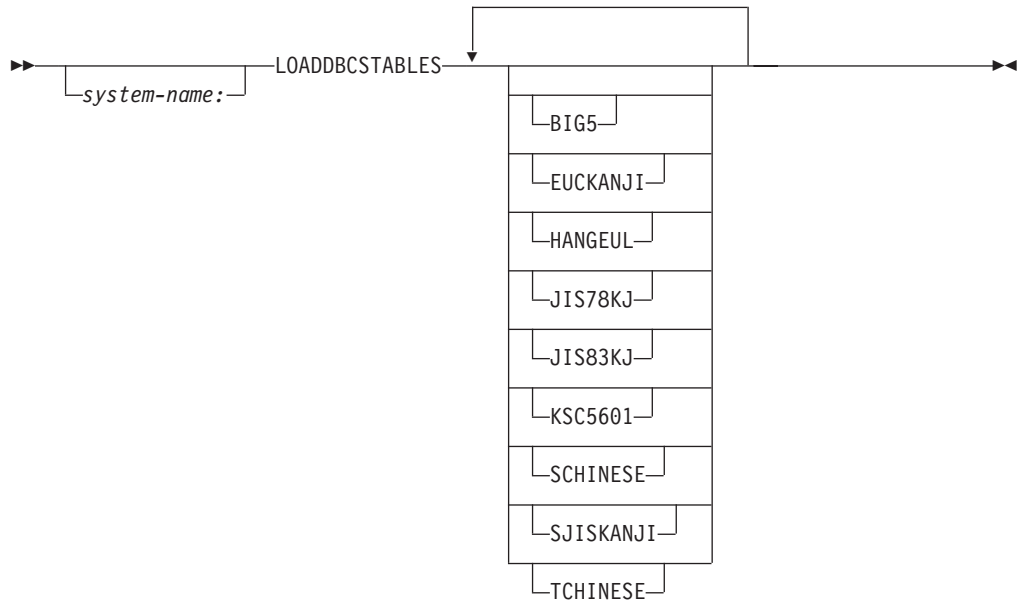 LOADDBCSTABLES
system-name:
BIG5
EUCKANJI
HANGEUL
JIS78KJ
JIS83KJ
KSC5601
SCHINESE
SJISKANJI
TCHINESE